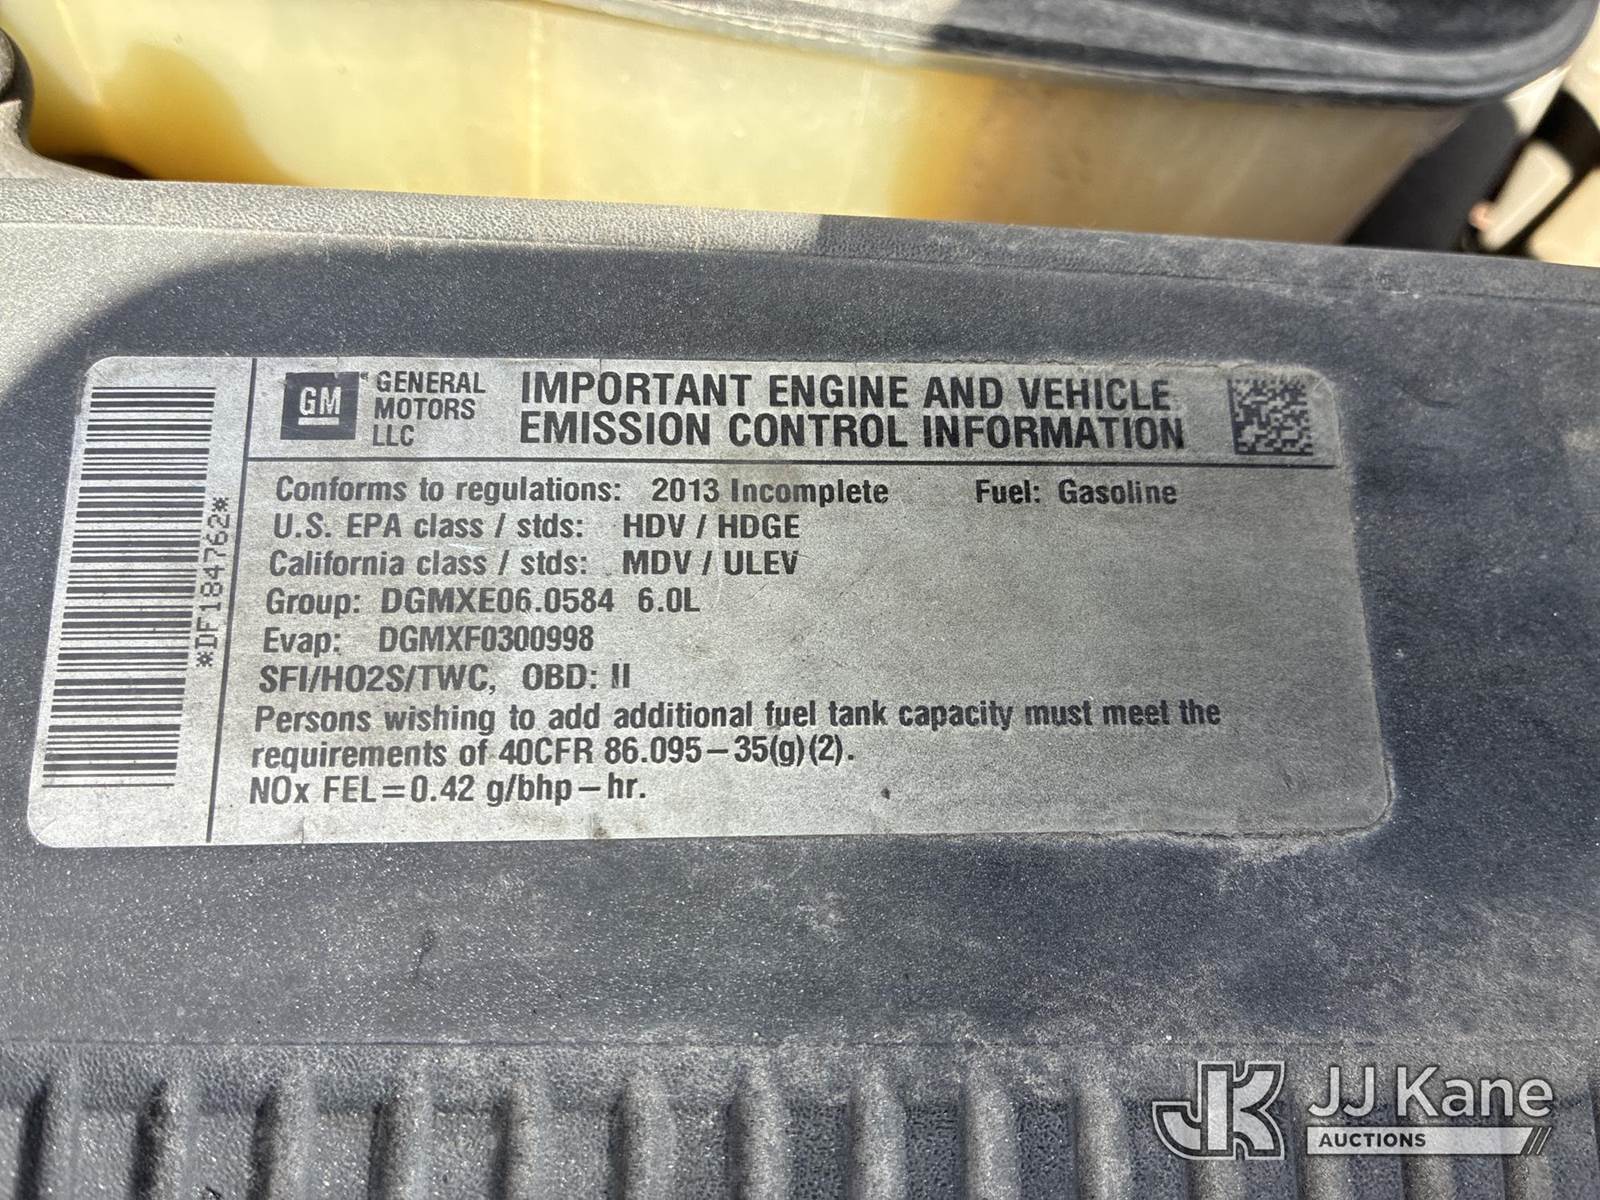 *DF184762*
GM
GENERAL
MOTORS
LLC
IMPORTANT ENGINE AND VEHICLE
EMISSION CONTROL INFORMATION
Conforms to regulations: 2013 Incomplete Fuel: Gasoline
U.S. EPA class / stds: HDV / HDGE
California class / stds: MDV / ULEV
Group: DGMXE06.0584 6.0L
Evap: DGMXF0300998
SFI/HO2S/TWC, OBD: II
Persons wishing to add additional fuel tank capacity must meet the
requirements of 40CFR 86.095-35(g)(2).
NOx FEL=0.42 g/bhp-hr.
JK JJ Kane
AUCTIONS